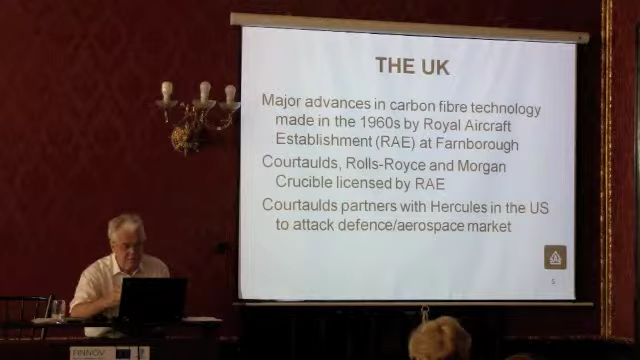 THE UK
Major advances in carbon fibre technology
made in the 1960s by Royal Aircraft
Establishment (RAE) at Farnborough
Courtaulds, Rolls-Royce and Morgan
Crucible licensed by RAE
Courtaulds partners with Hercules in the US
to attack defence/aerospace market
FINNOV